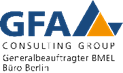 GFA
CONSULTING GROUP
Generalbeauftragter BMEL
Büro Berlin